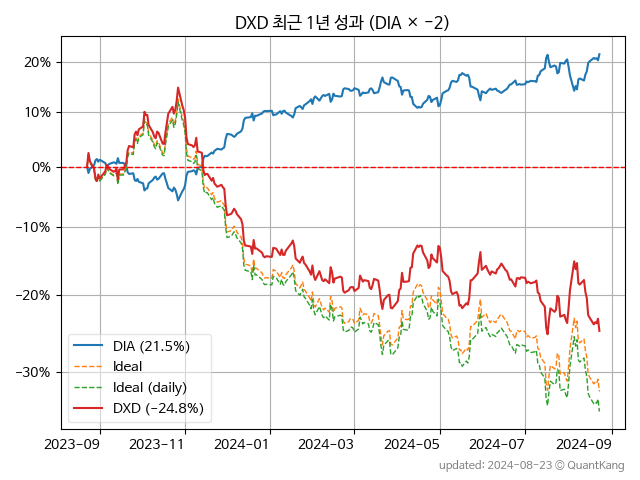 DXD 최근 1년 성과 (DIA × −2)
20%
10%
0%
−10%
−20%
−30%
DIA (21.5%)
Ideal
Ideal (daily)
DXD (−24.8%)
2023-09 2023-11 2024-01 2024-03 2024-05 2024-07 2024-09
updated: 2024-08-23 © QuantKang